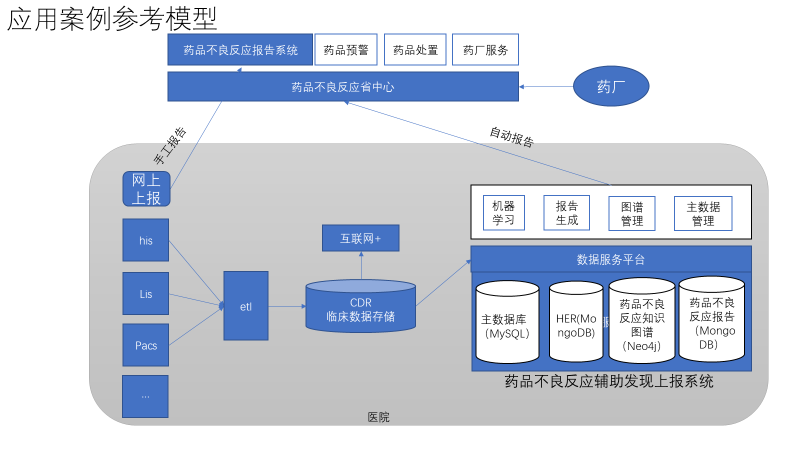 应用案例参考模型
药品不良反应报告系统
药品预警
药品处置
药厂服务
药品不良反应省中心
药厂
手工报告
自动报告
网上
上报
his
Lis
Pacs
...
etl
互联网+
CDR
临床数据存储
机器
学习
报告
生成
图谱
管理
主数据
管理
数据服务平台
主数据库
（MySQL）
HER(Mo
ngoDB)
药品不良
反应知识
图谱
（Neo4j）
药品不良
反应报告
（Mongo
DB）
药品不良反应辅助发现上报系统
医院